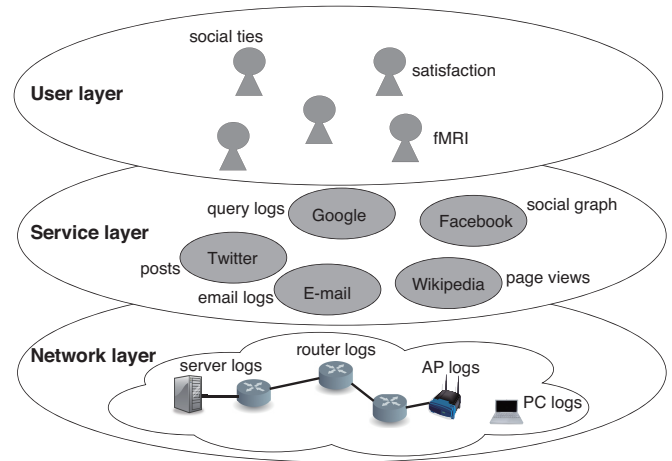 social ties
satisfaction
User layer
fMRI
query logs
Google
Facebook
social graph
Service layer
Twitter
posts
email logs
E-mail
Wikipedia
page views
Network layer
server logs
router logs
AP logs
PC logs